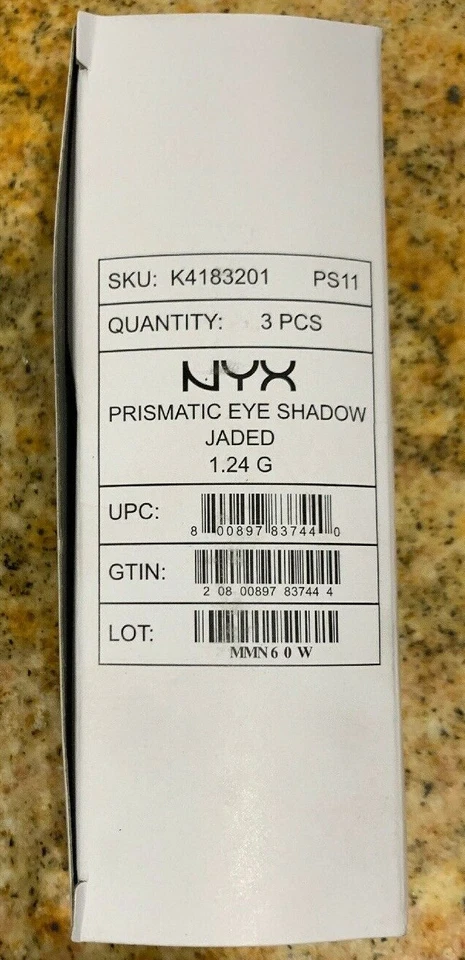 SKU: K4183201 PS11
QUANTITY: 3 PCS
NYX
PRISMATIC EYE SHADOW
JADED
1.24 G
UPC:
8 00897 83744 0
GTIN:
2 08 00897 83744 4
LOT:
MMN6 0 W